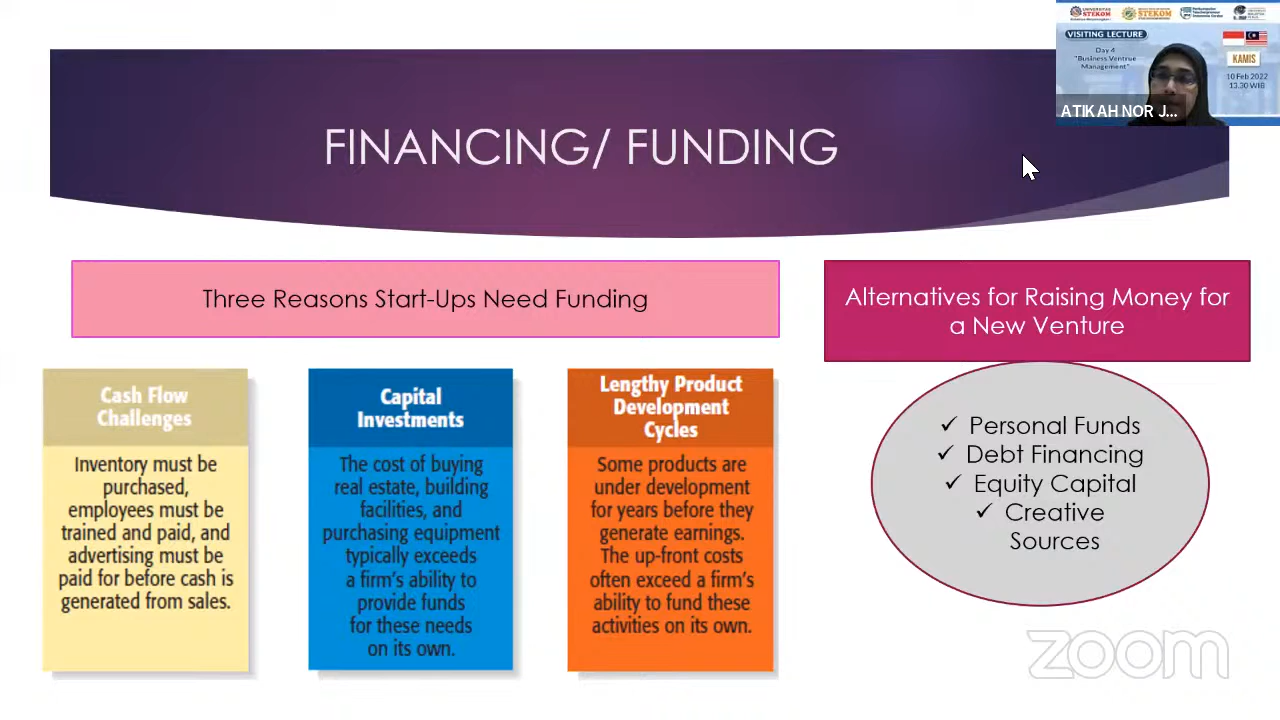 UNIVERSITAS
STEKOM
STEKOM
VISITING LECTURE
Day 4
"Business Ventrue
Management"
KAMIS
10 Feb 2022
13.30 WIB
ATIKAH NOR J...
FINANCING/ FUNDING
Three Reasons Start-Ups Need Funding
Cash Flow
Challenges
Inventory must be
purchased,
employees must be
trained and paid, and
advertising must be
paid for before cash is
generated from sales.
Capital
Investments
The cost of buying
real estate, building
facilities, and
purchasing equipment
typically exceeds
a firm's ability to
provide funds
for these needs
on its own.
Lengthy Product
Development
Cycles
Some products are
under development
for years before they
generate earnings.
The up-front costs
often exceed a firm's
ability to fund these
activities on its own.
Alternatives for Raising Money for
a New Venture
✓ Personal Funds
✓ Debt Financing
✓ Equity Capital
✓ Creative
Sources
zoom